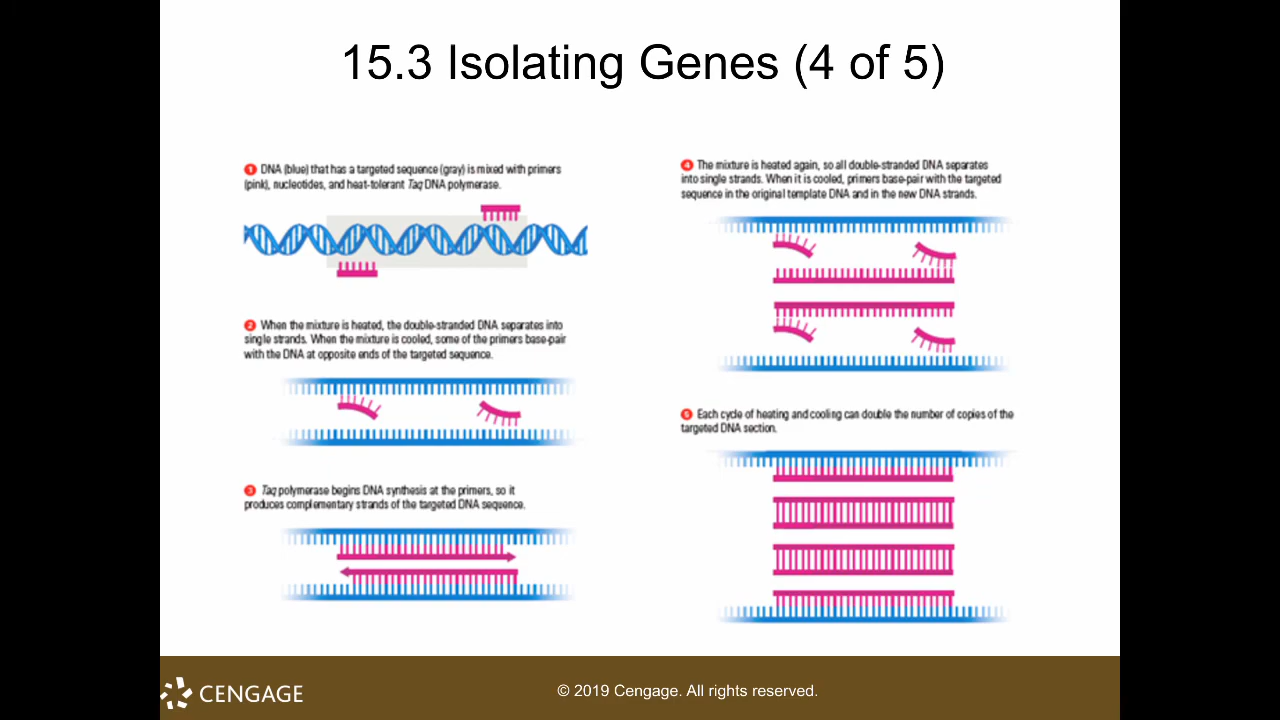 15.3 Isolating Genes (4 of 5)
1 DNA (blue) that has a targeted sequence (gray) is mixed with primers
(pink), nucleotides, and heat-tolerant Taq DNA polymerase.
2 When the mixture is heated, the double-stranded DNA separates into
single strands. When the mixture is cooled, some of the primers base-pair
with the DNA at opposite ends of the targeted sequence.
3 Taq polymerase begins DNA synthesis at the primers, so it
produces complementary strands of the targeted DNA sequence.
4 The mixture is heated again, so all double-stranded DNA separates
into single strands. When it is cooled, primers base-pair with the targeted
sequence in the original template DNA and in the new DNA strands.
5 Each cycle of heating and cooling can double the number of copies of the
targeted DNA section.
CENGAGE
© 2019 Cengage. All rights reserved.